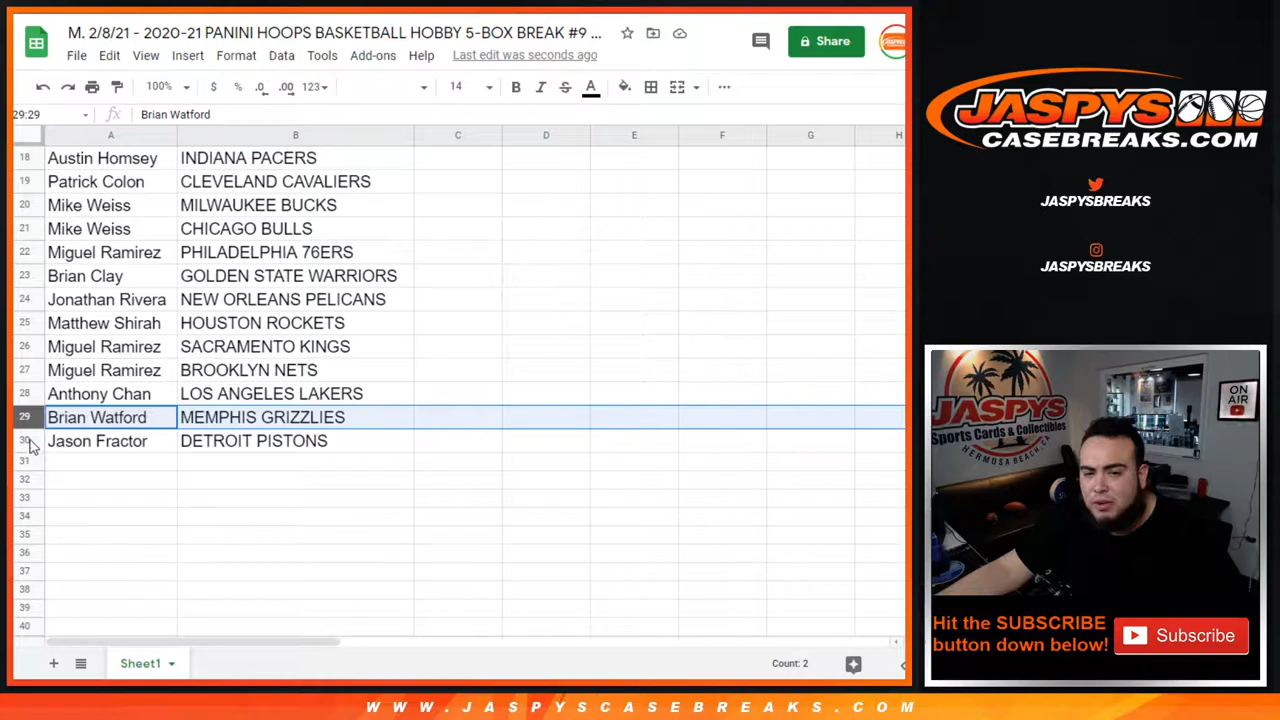 M. 2/8/21 - 2020-21 PANINI HOOPS BASKETBALL HOBBY 5-BOX BREAK #9 ...
File Edit View Insert Format Data Tools Add-ons Help Last edit was seconds ago
Share
100% $ % .0 .00 123 14 B I S A ...
29:29 fx Brian Watford
A B C D E F G H
18 Austin Homsey INDIANA PACERS
19 Patrick Colon CLEVELAND CAVALIERS
20 Mike Weiss MILWAUKEE BUCKS
21 Mike Weiss CHICAGO BULLS
22 Miguel Ramirez PHILADELPHIA 76ERS
23 Brian Clay GOLDEN STATE WARRIORS
24 Jonathan Rivera NEW ORLEANS PELICANS
25 Matthew Shirah HOUSTON ROCKETS
26 Miguel Ramirez SACRAMENTO KINGS
27 Miguel Ramirez BROOKLYN NETS
28 Anthony Chan LOS ANGELES LAKERS
29 Brian Watford MEMPHIS GRIZZLIES
30 Jason Fractor DETROIT PISTONS
31
32
33
34
35
36
37
38
39
40
Sheet1
Count: 2
JASPYS
CASEBREAKS.COM
JASPYSBREAKS
JASPYSBREAKS
JASPYS
Sports Cards & Collectibles
HERMOSA BEACH, CA
ON
AIR
Hit the SUBSCRIBE
button down below!
Subscribe
WWW.JASPYSCASEBREAKS.COM